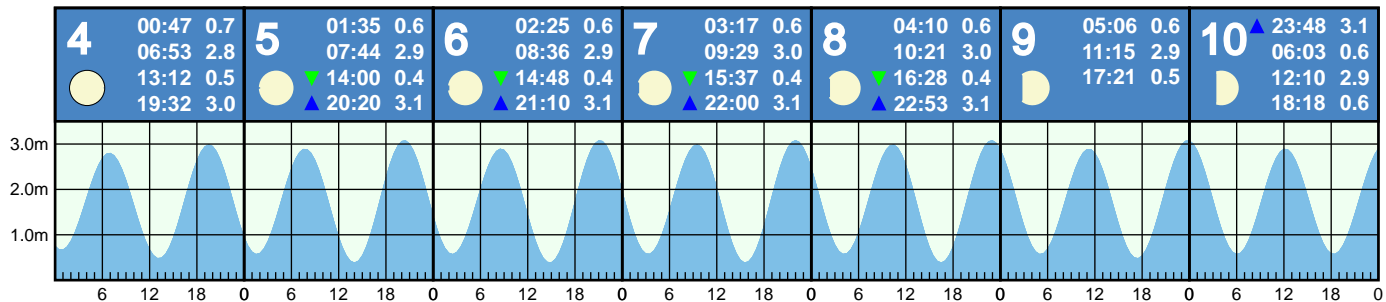 4 00:47 0.7
06:53 2.8
13:12 0.5
19:32 3.0
5 01:35 0.6
07:44 2.9
▼ 14:00 0.4
▲ 20:20 3.1
6 02:25 0.6
08:36 2.9
▼ 14:48 0.4
▲ 21:10 3.1
7 03:17 0.6
09:29 3.0
▼ 15:37 0.4
▲ 22:00 3.1
8 04:10 0.6
10:21 3.0
▼ 16:28 0.4
▲ 22:53 3.1
9 05:06 0.6
11:15 2.9
17:21 0.5
10 ▲ 23:48 3.1
06:03 0.6
12:10 2.9
18:18 0.6
3.0m
2.0m
1.0m
6 12 18 0 6 12 18 0 6 12 18 0 6 12 18 0 6 12 18 0 6 12 18 0 6 12 18 0